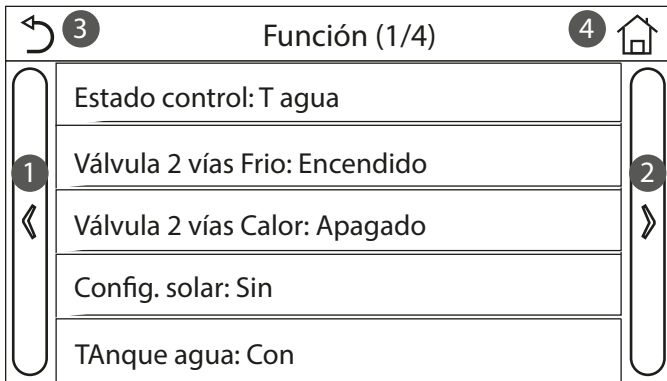 3 Función (1/4) 4
Estado control: T agua
1 Válvula 2 vías Frio: Encendido 2
Válvula 2 vías Calor: Apagado
Config. solar: Sin
TAnque agua: Con